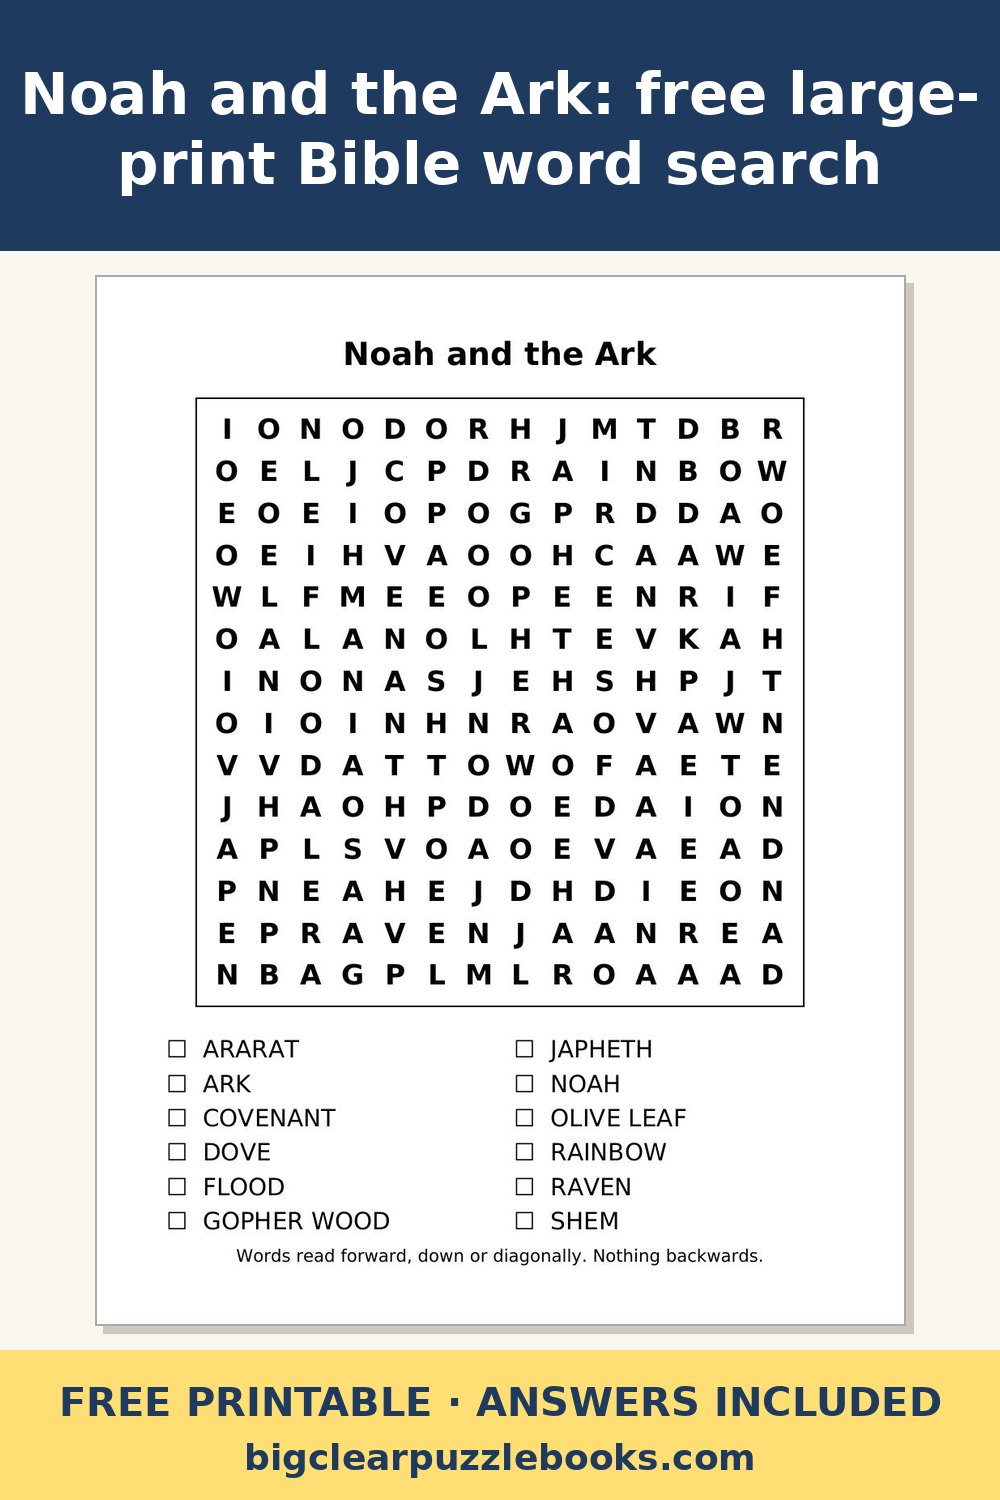 Noah and the Ark: free large-
print Bible word search
Noah and the Ark
I O N O D O R H J M T D B R
O E L J C P D R A I N B O W
E O E I O P O G P R D D A O
O E I H V A O O H C A A W E
W L F M E E O P E E N R I F
O A L A N O L H T E V K A H
I N O N A S J E H S H P J T
O I O I N H N R A O V A W N
V V D A T T O W O F A E T E
J H A O H P D O E D A I O N
A P L S V O A O E V A E A D
P N E A H E J D H D I E O N
E P R A V E N J A A N R E A
N B A G P L M L R O A A A D
☐ ARARAT ☐ JAPHETH
☐ ARK ☐ NOAH
☐ COVENANT ☐ OLIVE LEAF
☐ DOVE ☐ RAINBOW
☐ FLOOD ☐ RAVEN
☐ GOPHER WOOD ☐ SHEM
Words read forward, down or diagonally. Nothing backwards.
FREE PRINTABLE · ANSWERS INCLUDED
bigclearpuzzlebooks.com